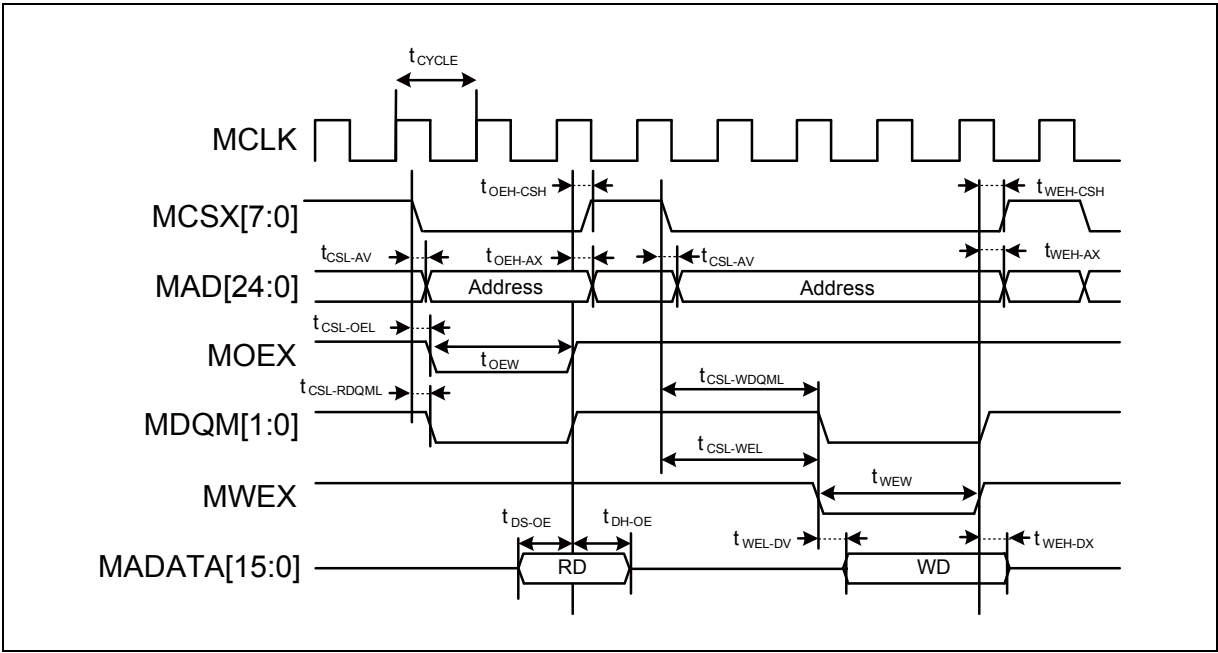 tCYCLE
MCLK
tOEH-CSH
tWEH-CSH
MCSX[7:0]
tCSL-AV
tOEH-AX
tCSL-AV
tWEH-AX
MAD[24:0]
Address
Address
tCSL-OEL
MOEX
tOEW
tCSL-RDQML
tCSL-WDQML
MDQM[1:0]
tCSL-WEL
MWEX
tWEW
tDS-OE
tDH-OE
tWEL-DV
tWEH-DX
MADATA[15:0]
RD
WD